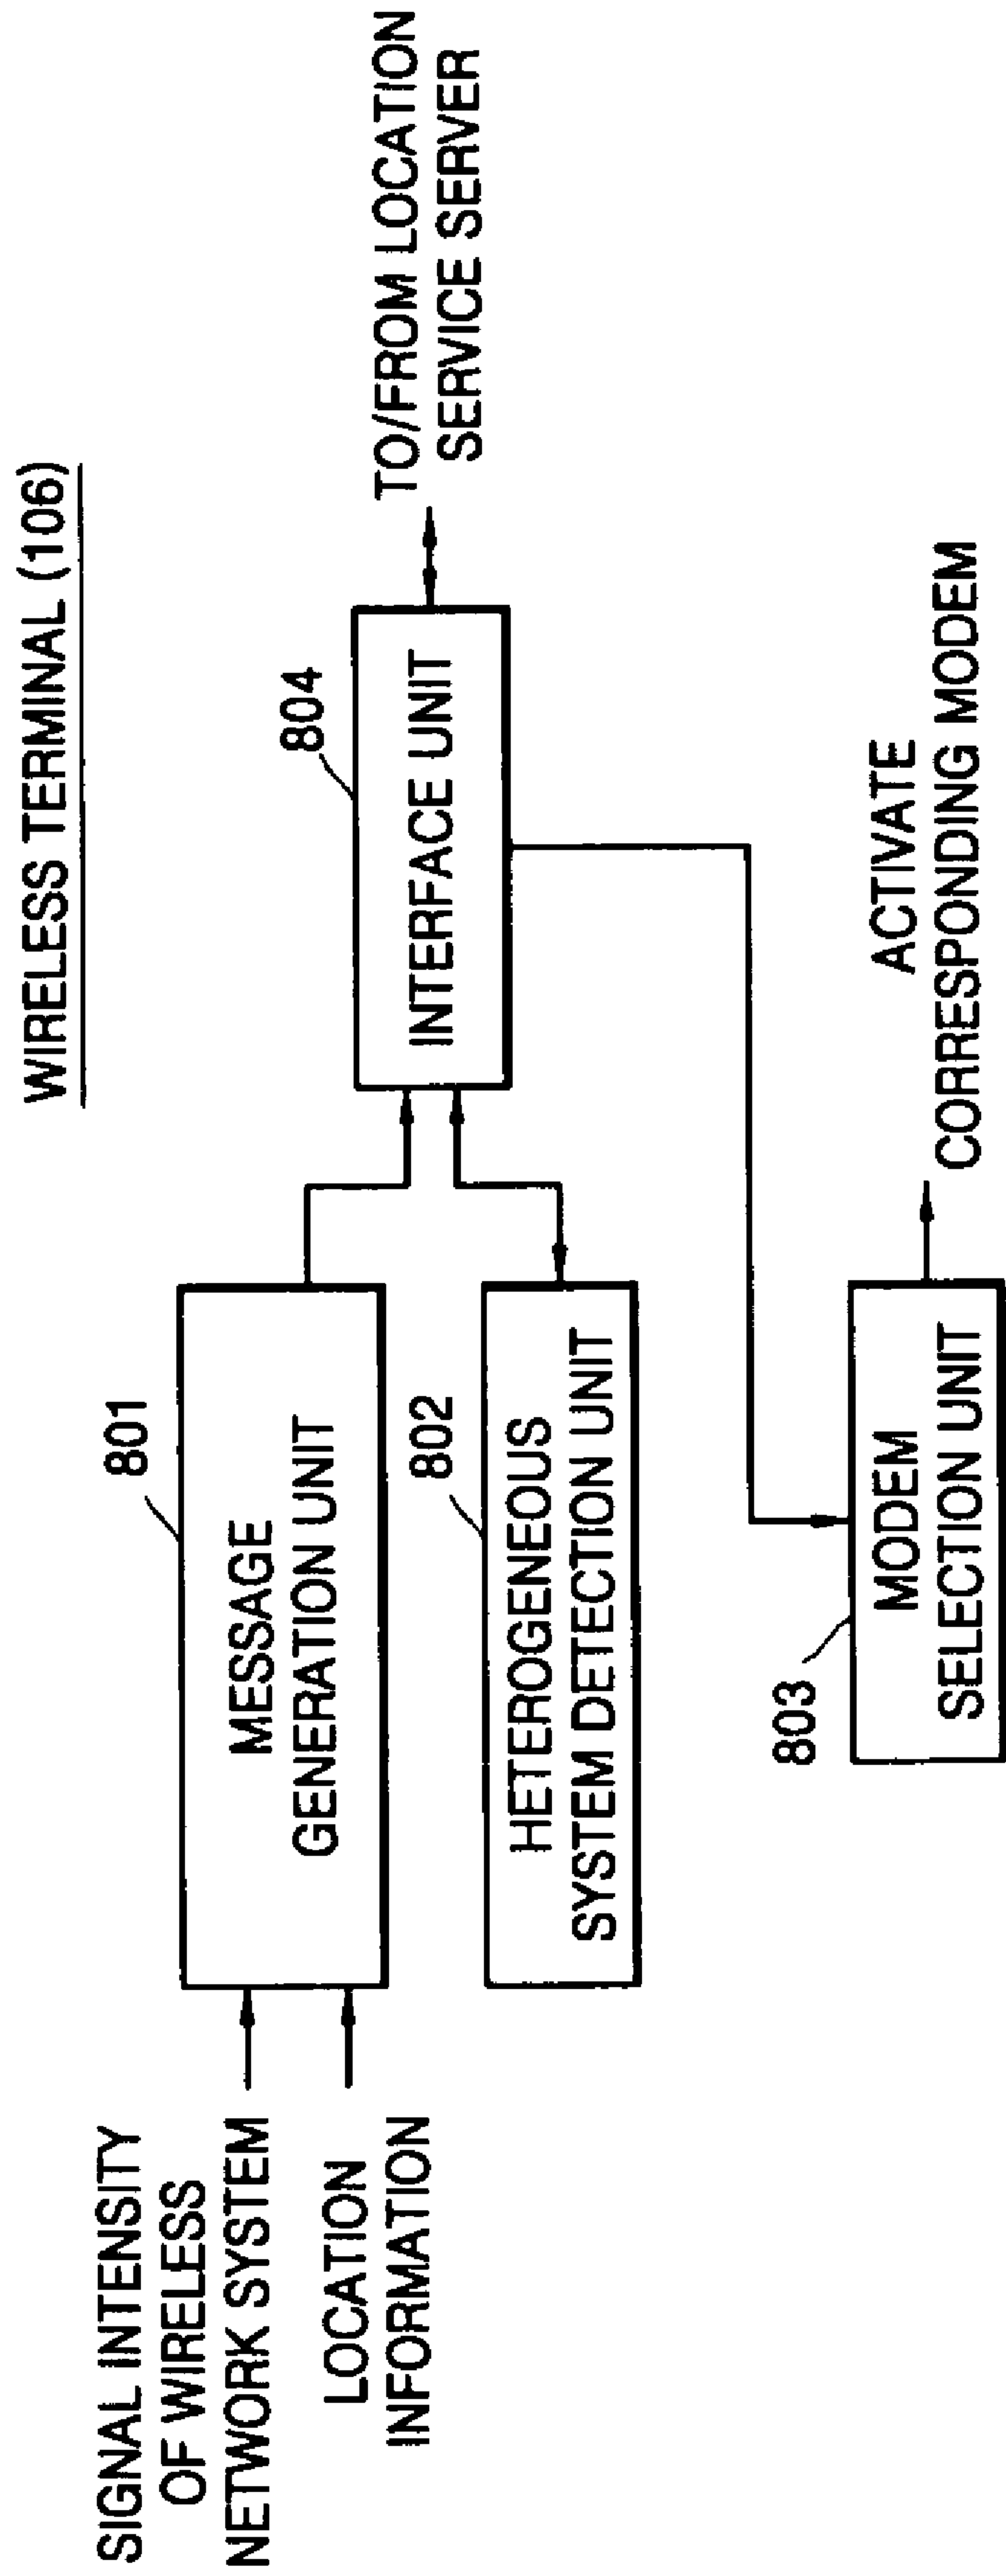 WIRELESS TERMINAL (106)
SIGNAL INTENSITY
OF WIRELESS
NETWORK SYSTEM
LOCATION
INFORMATION
801
MESSAGE
GENERATION UNIT
802
HETEROGENEOUS
SYSTEM DETECTION UNIT
804
INTERFACE UNIT
TO/FROM LOCATION
SERVICE SERVER
803
MODEM
SELECTION UNIT
ACTIVATE
CORRESPONDING MODEM